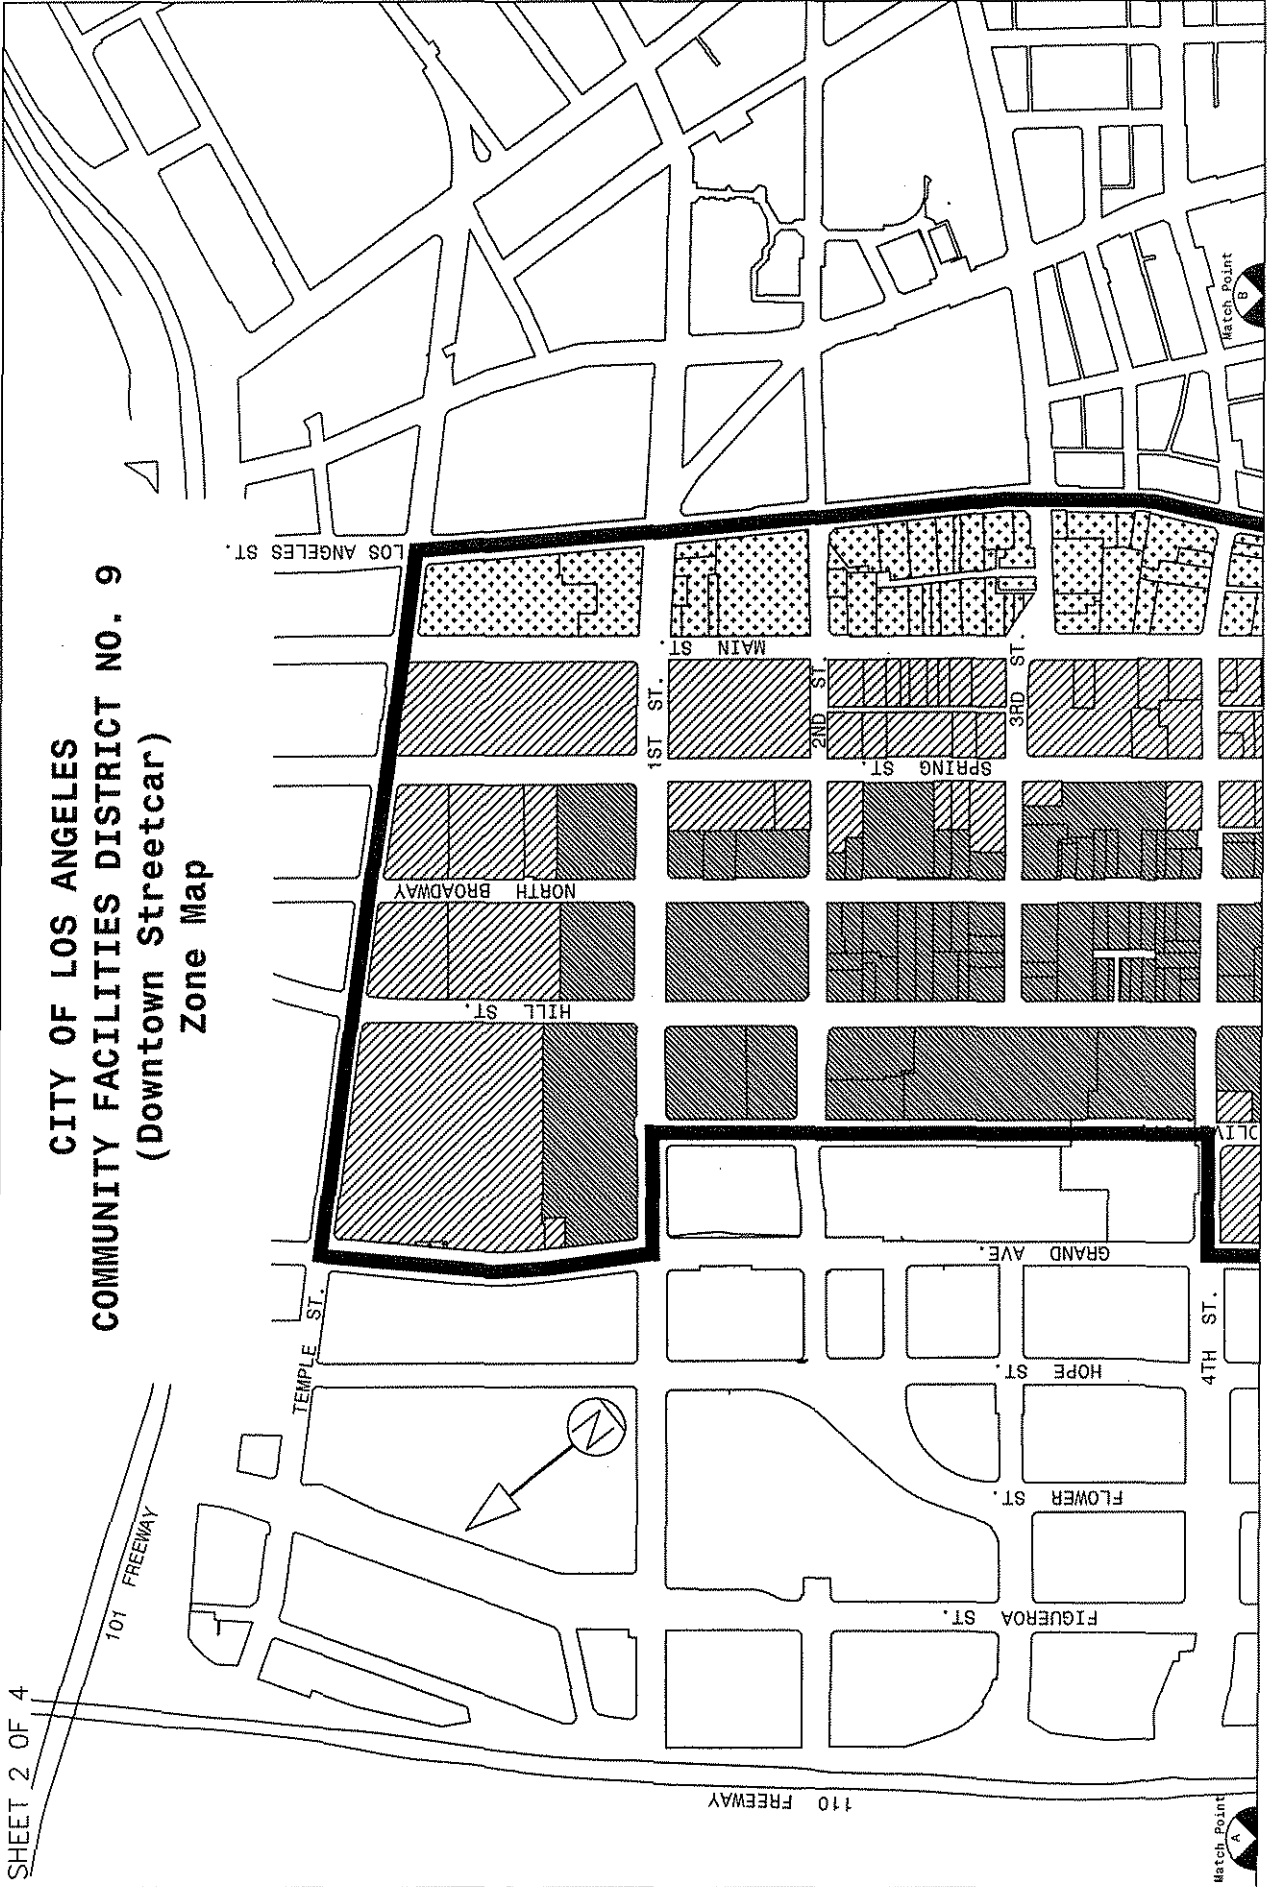 SHEET 2 OF 4
CITY OF LOS ANGELES
COMMUNITY FACILITIES DISTRICT NO. 9
(Downtown Streetcar)
Zone Map
101 FREEWAY
TEMPLE ST.
LOS ANGELES ST.
MAIN ST.
1ST ST.
2ND ST.
3RD ST.
SPRING ST.
NORTH BROADWAY
HILL ST.
OLIV
GRAND AVE.
HOPE ST.
4TH ST.
FLOWER ST.
FIGUEROA ST.
110 FREEWAY
N
Match Point
A
Match Point
B